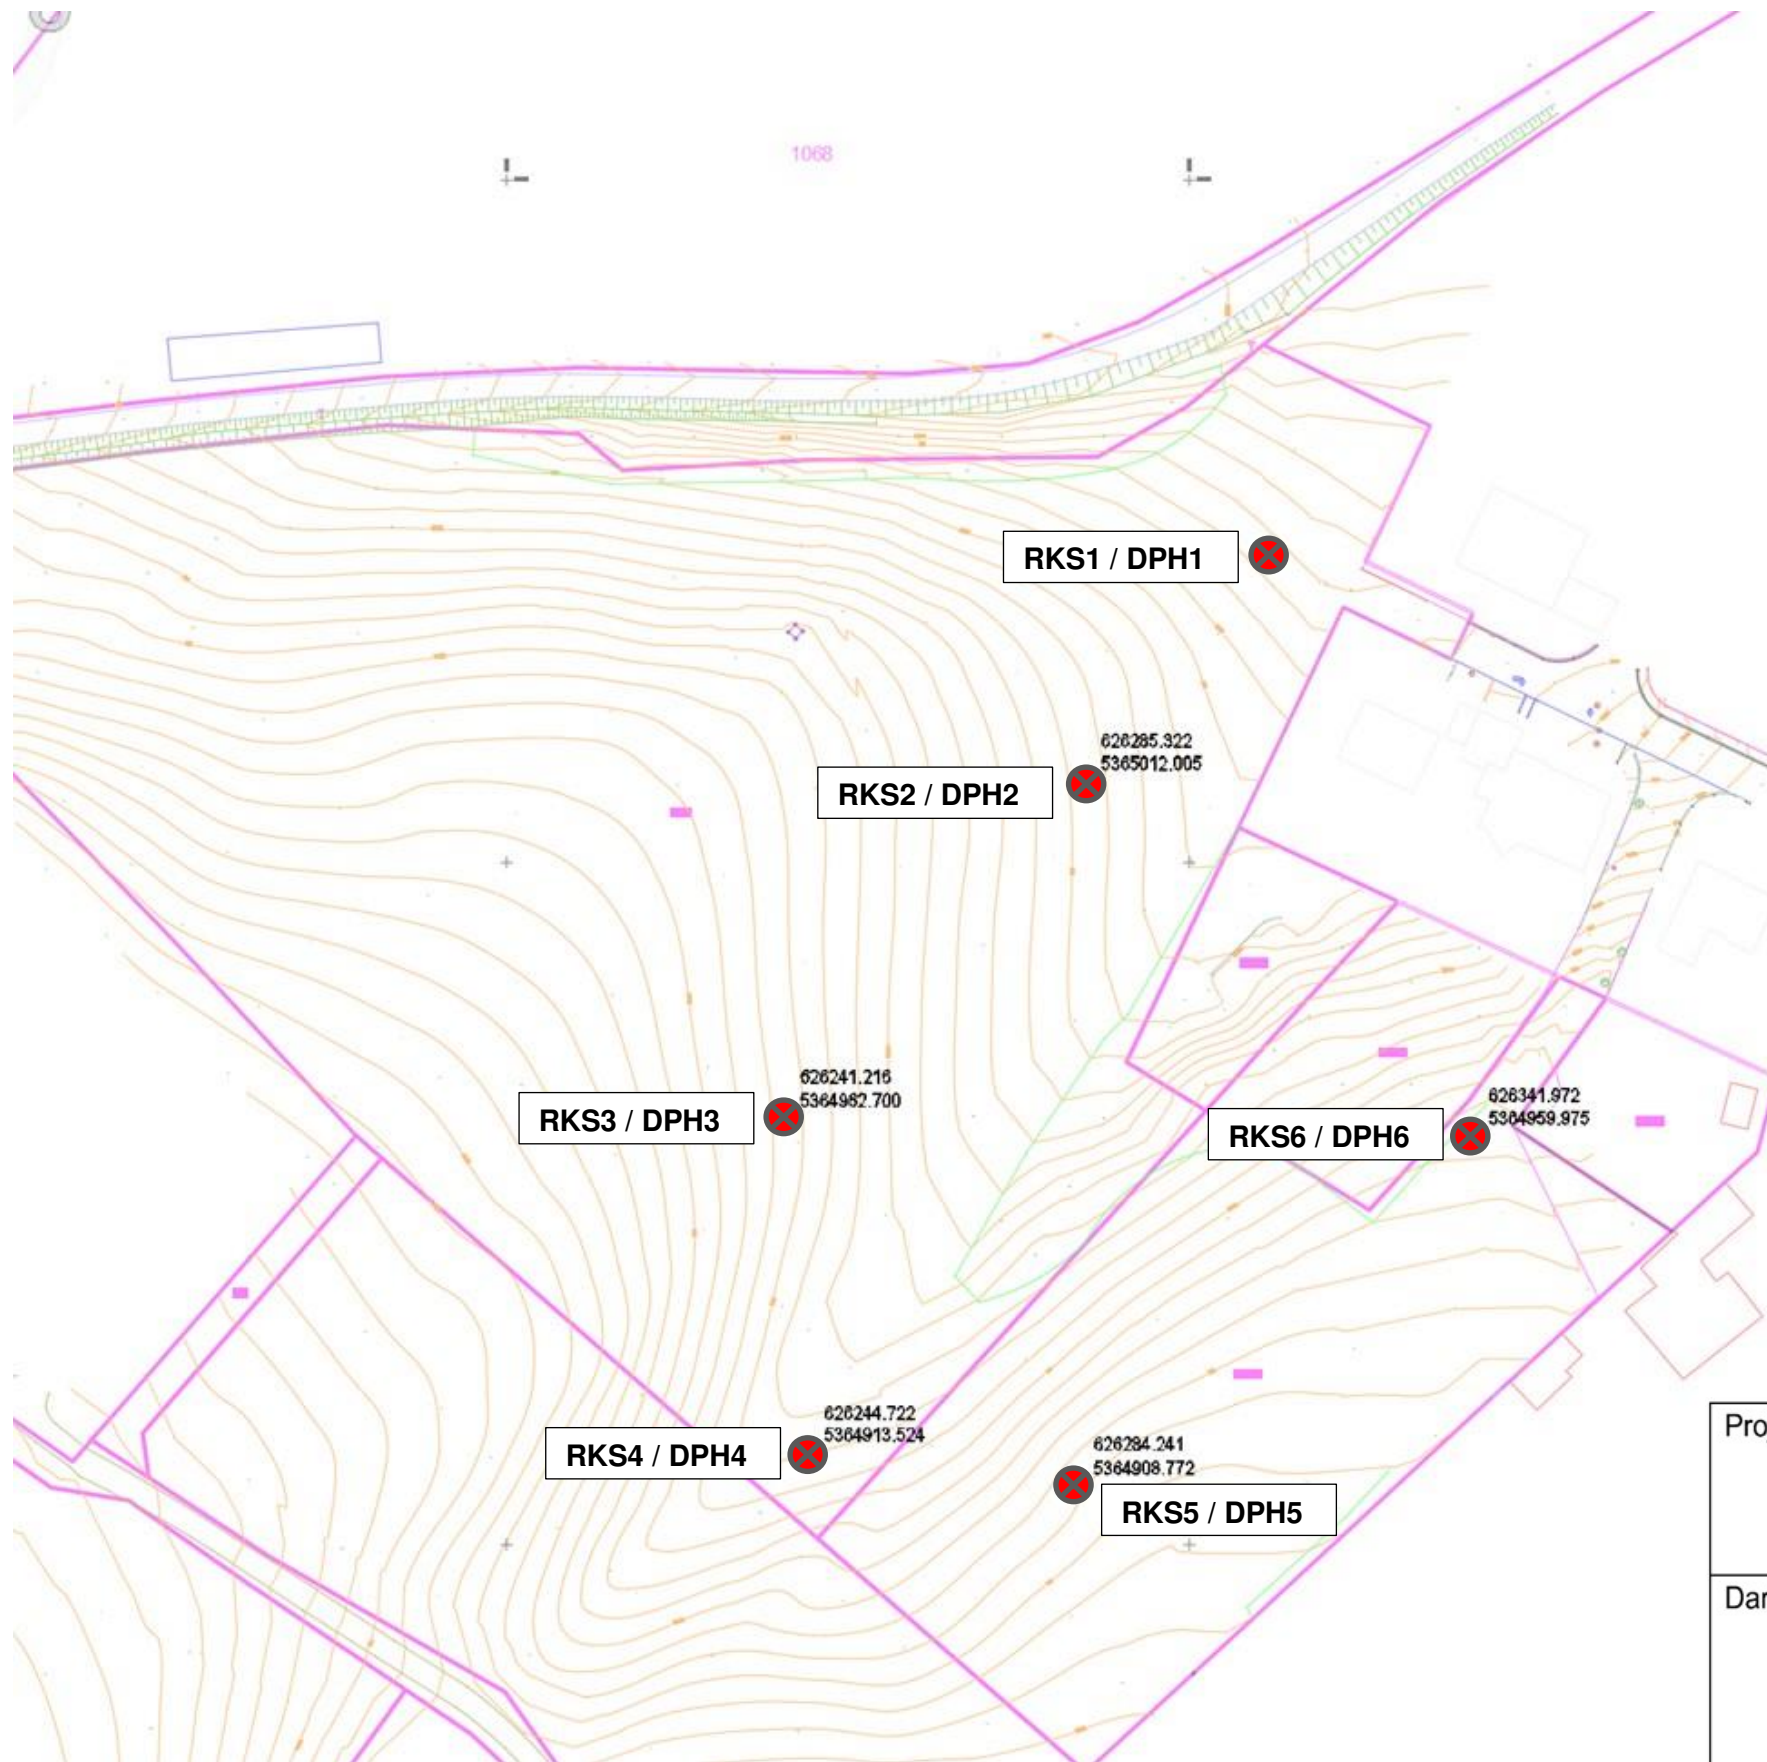 1068
RKS1 / DPH1
626285.322
5365012.005
RKS2 / DPH2
626241.216
5364962.700
RKS3 / DPH3
626341.972
5364959.975
RKS6 / DPH6
626244.722
5364913.524
RKS4 / DPH4
626284.241
5364908.772
RKS5 / DPH5
Pro
Dar